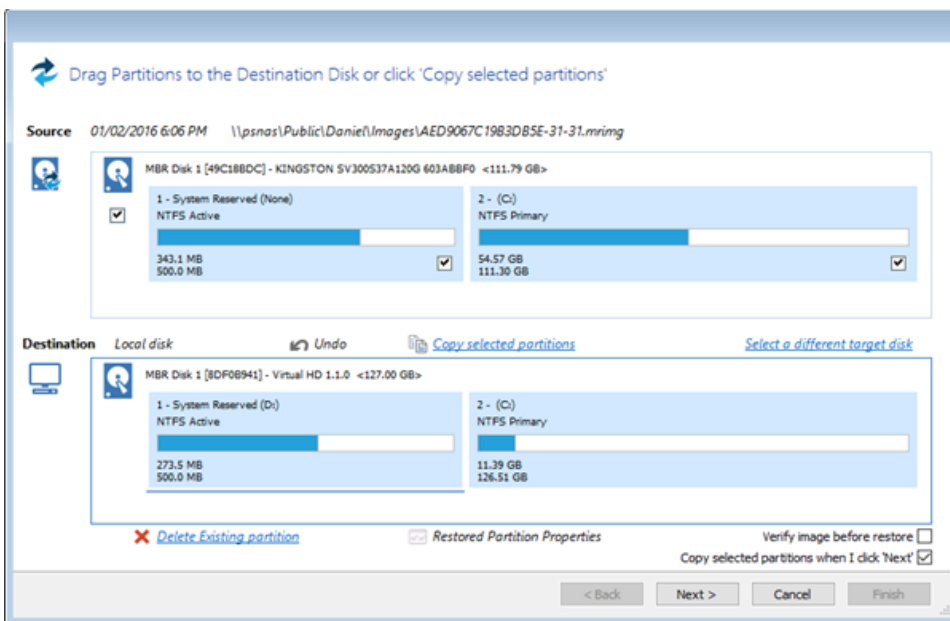 Drag Partitions to the Destination Disk or click 'Copy selected partitions'
Source 01/02/2016 6:06 PM \\psnas\Public\Daniel\Images\AED9067C19B3DB5E-31-31.mrimg
MBR Disk 1 [49C18BDC] - KINGSTON SV300S37A120G 603ABBF0 <111.79 GB>
1 - System Reserved (None) 2 - (C:)
NTFS Active NTFS Primary
343.1 MB 54.57 GB
500.0 MB 111.30 GB
Destination Local disk Undo Copy selected partitions Select a different target disk
MBR Disk 1 [8DF0B941] - Virtual HD 1.1.0 <127.00 GB>
1 - System Reserved (D:) 2 - (C:)
NTFS Active NTFS Primary
273.5 MB 11.39 GB
500.0 MB 126.51 GB
Delete Existing partition Restored Partition Properties Verify image before restore
Copy selected partitions when I click 'Next'
< Back Next > Cancel Finish